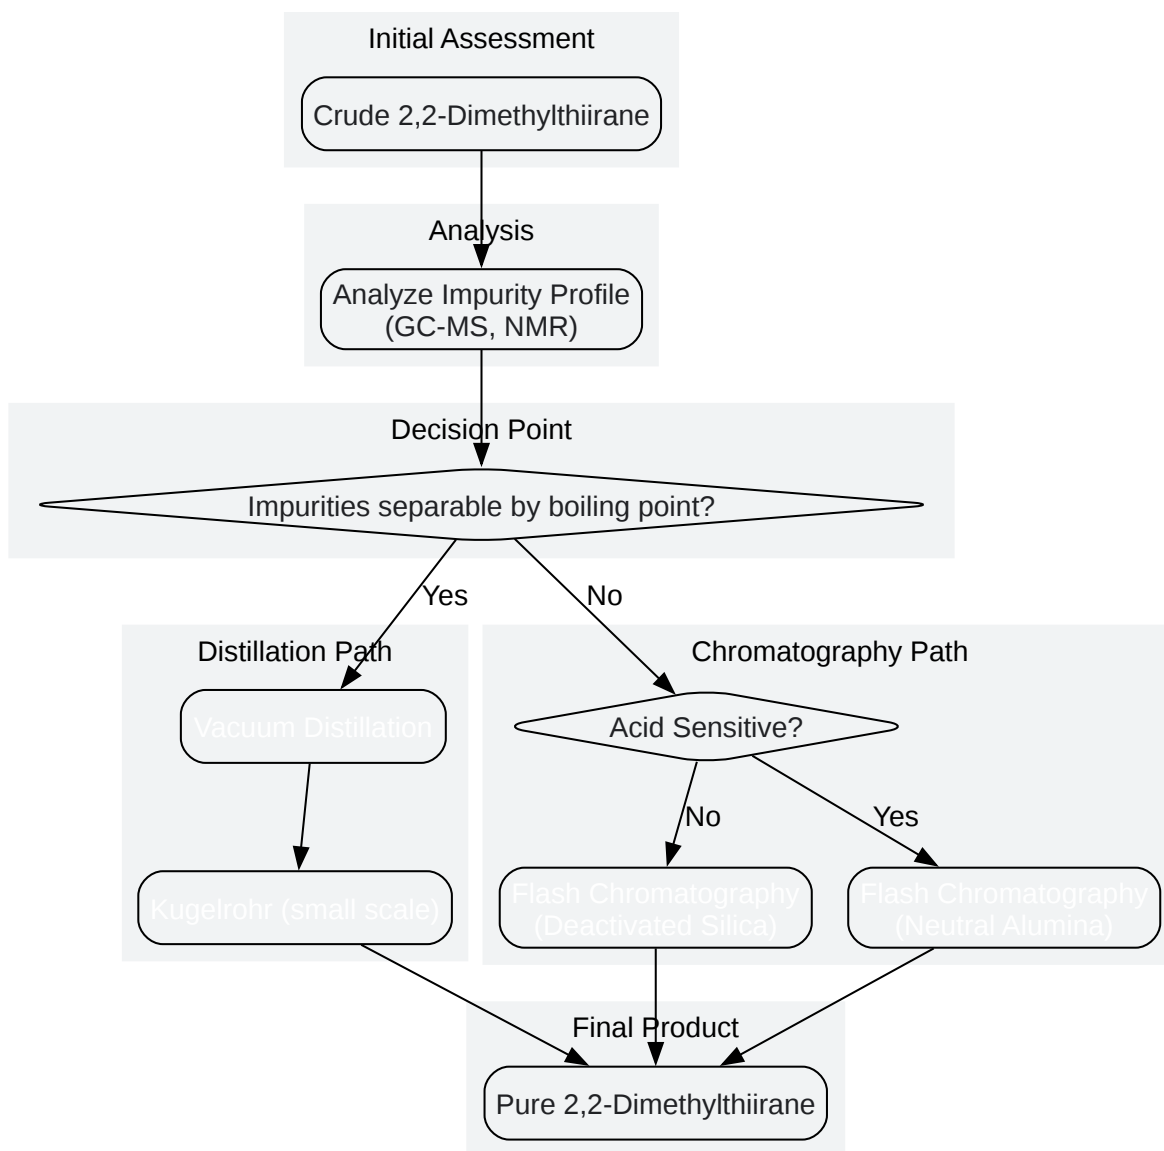 Initial Assessment
Crude 2,2-Dimethylthiirane
Analysis
Analyze Impurity Profile
(GC-MS, NMR)
Decision Point
Impurities separable by boiling point?
Yes
No
Distillation Path
Chromatography Path
Vacuum Distillation
Acid Sensitive?
No
Yes
Kugelrohr (small scale)
Flash Chromatography
(Deactivated Silica)
Flash Chromatography
(Neutral Alumina)
Final Product
Pure 2,2-Dimethylthiirane